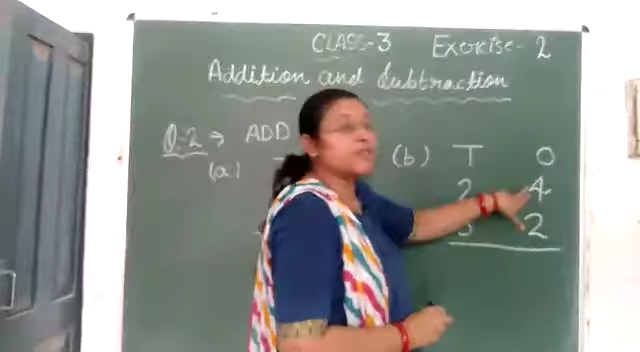 CLASS-3 Exercise- 2
Addition and Subtraction
Q.2 → ADD
(a) (b) T O
2 4
3 2